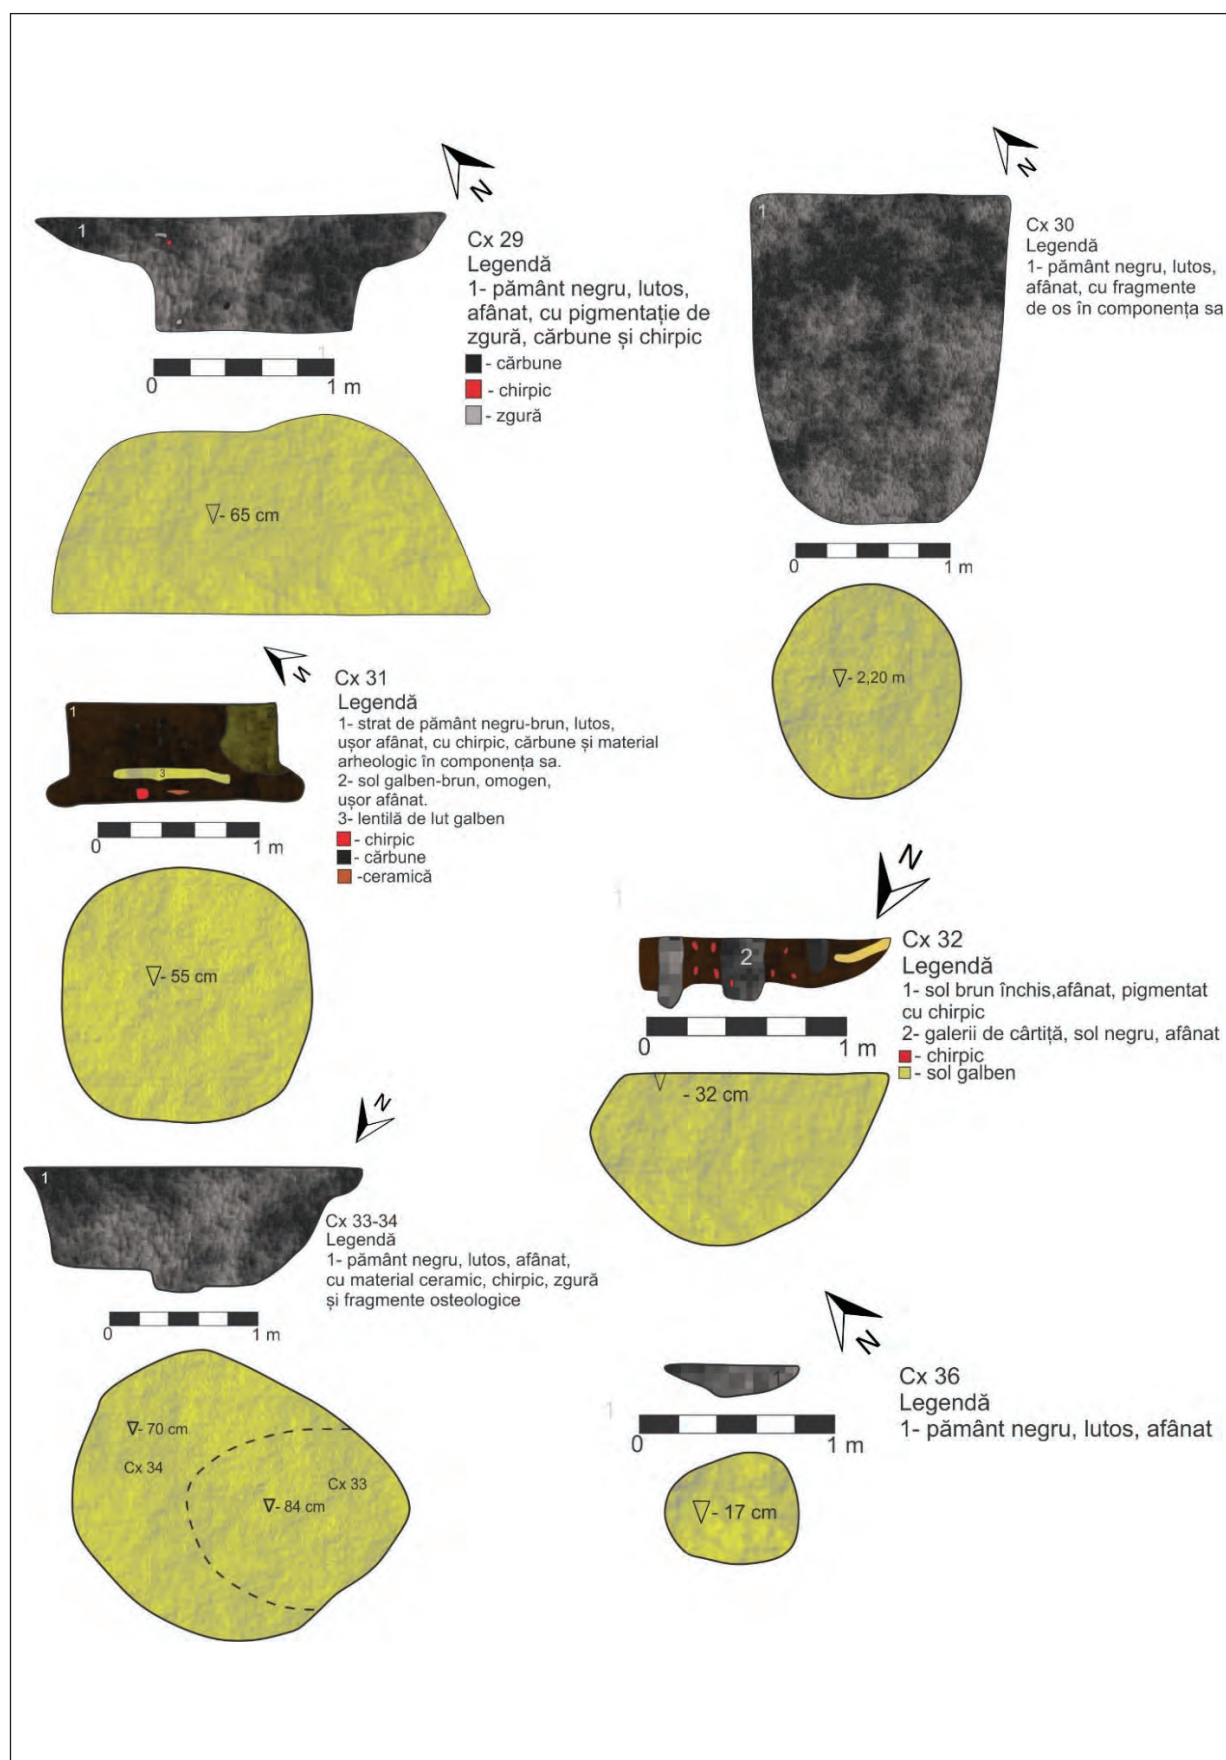 N
1
Cx 29
Legendă
1- pământ negru, lutos,
afânat, cu pigmentație de
zgură, cărbune și chirpic
- cărbune
- chirpic
- zgură
1
0 1 m
▽- 65 cm
N
1
Cx 30
Legendă
1- pământ negru, lutos,
afânat, cu fragmente
de os în componența sa
0 1 m
▽- 2,20 m
N
1 2
3
Cx 31
Legendă
1- strat de pământ negru-brun, lutos,
ușor afânat, cu chirpic, cărbune și material
arheologic în componența sa.
2- sol galben-brun, omogen,
ușor afânat.
3- lentilă de lut galben
- chirpic
- cărbune
-ceramică
0 1 m
▽- 55 cm
N
1
2
Cx 32
Legendă
1- sol brun închis,afânat, pigmentat
cu chirpic
2- galerii de cârtiță, sol negru, afânat
- chirpic
- sol galben
0 1 m
▽
- 32 cm
N
1
Cx 33-34
Legendă
1- pământ negru, lutos, afânat,
cu material ceramic, chirpic, zgură
și fragmente osteologice
0 1 m
▽- 70 cm
Cx 34
Cx 33
▽- 84 cm
N
1
Cx 36
Legendă
1- pământ negru, lutos, afânat
1
0 1 m
▽- 17 cm